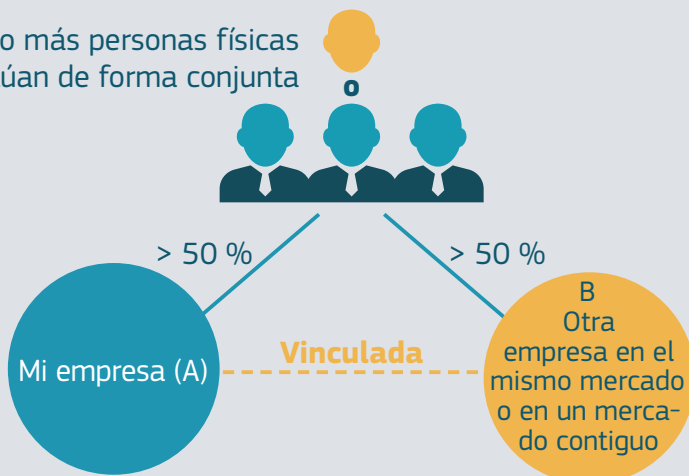 o más personas físicas
úan de forma conjunta
o
> 50 %
> 50 %
Mi empresa (A)
Vinculada
B
Otra
empresa en el
mismo mercado
o en un merca-
do contiguo